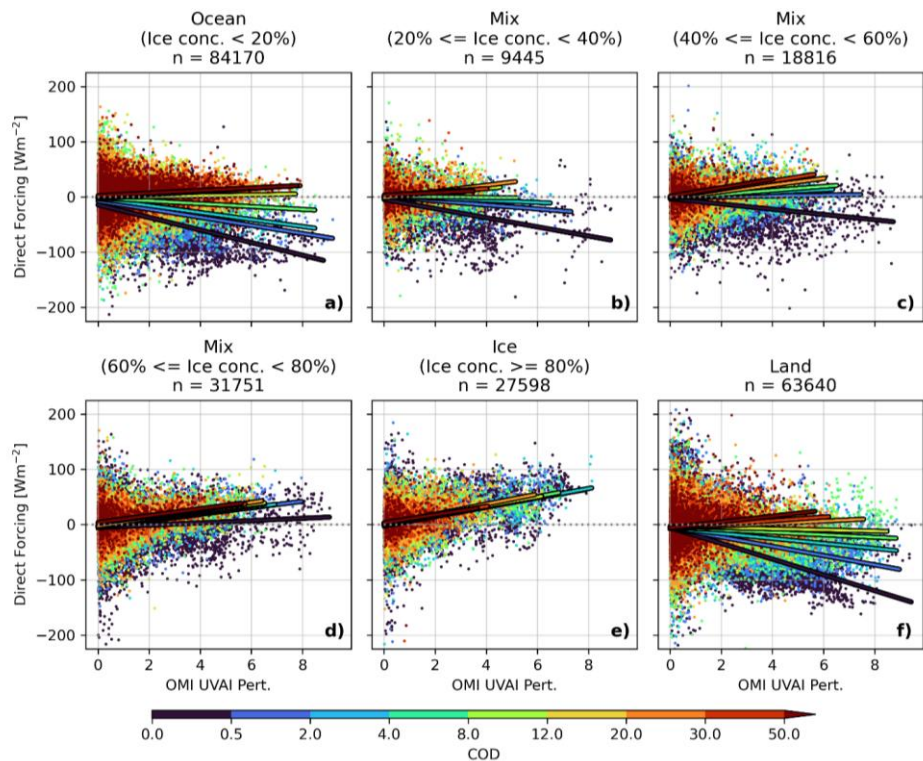 Ocean
(Ice conc. < 20%)
n = 84170
Mix
(20% <= Ice conc. < 40%)
n = 9445
Mix
(40% <= Ice conc. < 60%)
n = 18816
Direct Forcing [Wm⁻²]
200
100
0
−100
−200
a)
b)
c)
Mix
(60% <= Ice conc. < 80%)
n = 31751
Ice
(Ice conc. >= 80%)
n = 27598
Land
n = 63640
Direct Forcing [Wm⁻²]
200
100
0
−100
−200
d)
e)
f)
0 2 4 6 8
0 2 4 6 8
0 2 4 6 8
OMI UVAI Pert.
OMI UVAI Pert.
OMI UVAI Pert.
0.0 0.5 2.0 4.0 8.0 12.0 20.0 30.0 50.0
COD